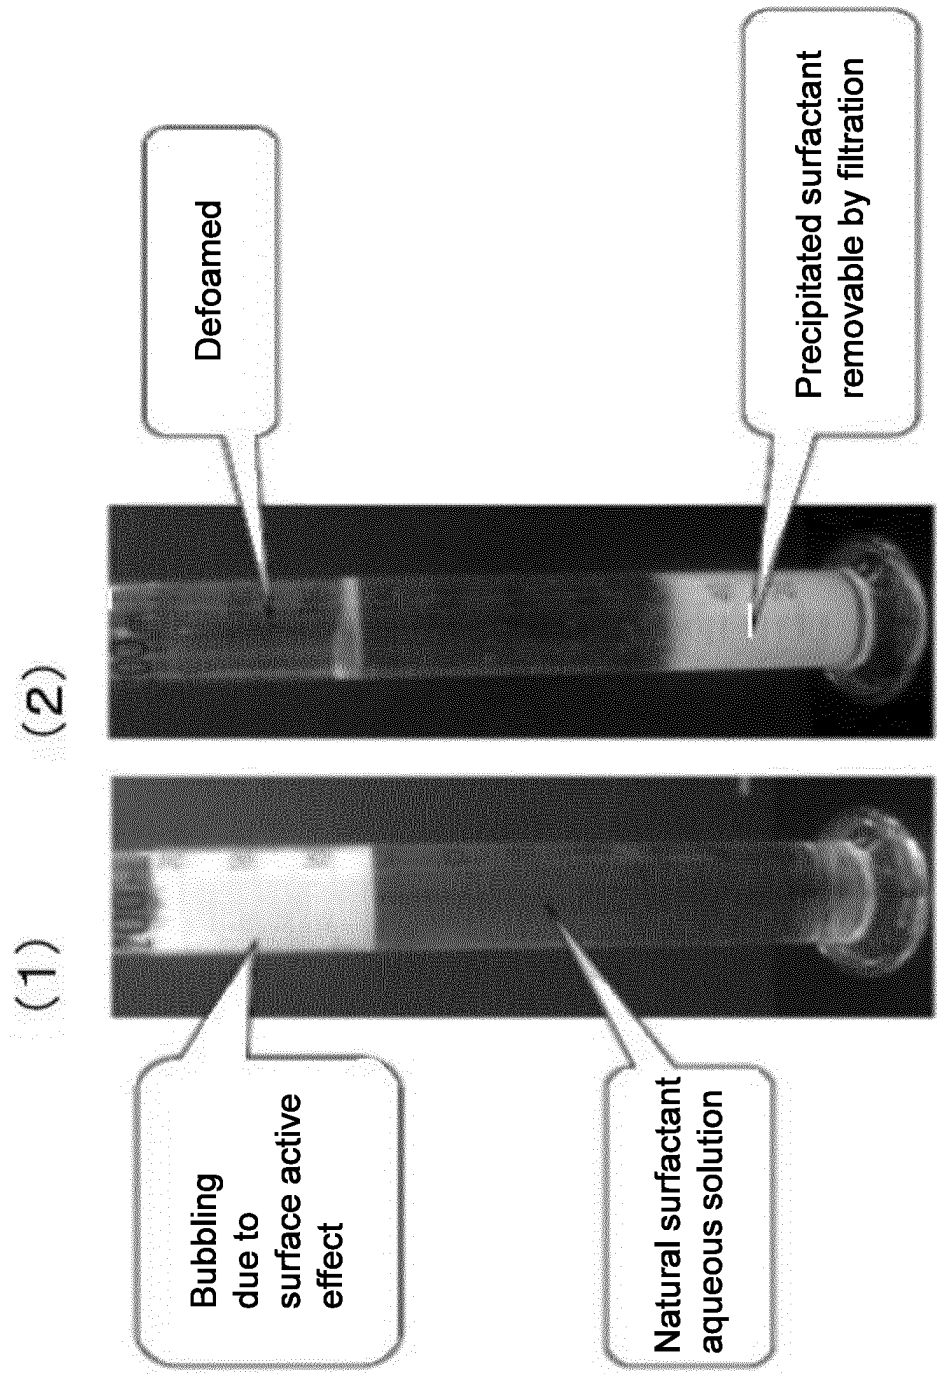 (1)
Bubbling
due to
surface active
effect
Natural surfactant
aqueous solution
(2)
Defoamed
Precipitated surfactant
removable by filtration